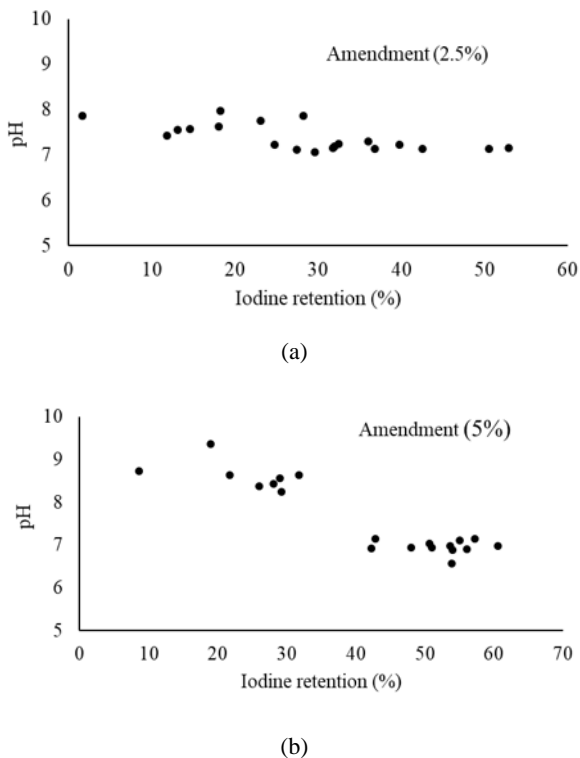 10
Amendment (2.5%)
9
8
pH
7
6
5
0 10 20 30 40 50 60
Iodine retention (%)
(a)
10
Amendment (5%)
9
8
pH
7
6
5
0 10 20 30 40 50 60 70
Iodine retention (%)
(b)